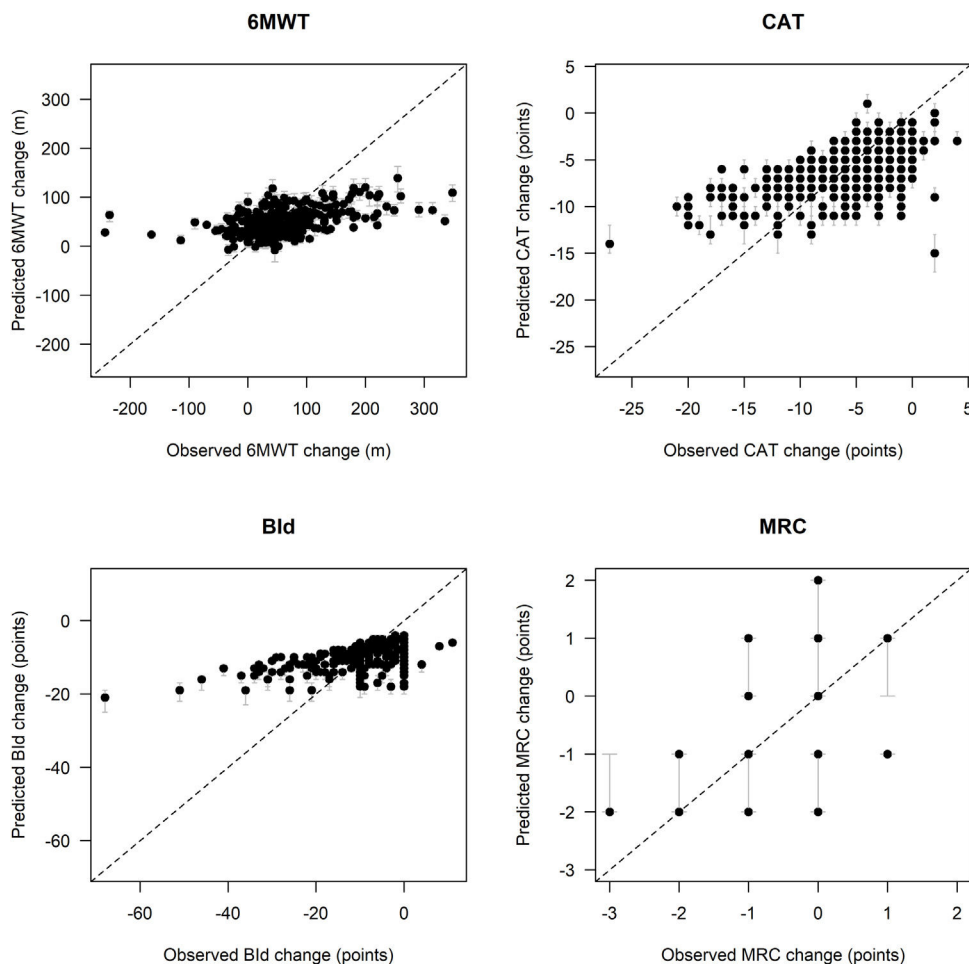 6MWT
Predicted 6MWT change (m)
300
200
100
0
-100
-200
-200 -100 0 100 200 300
Observed 6MWT change (m)
CAT
Predicted CAT change (points)
5
0
-5
-10
-15
-20
-25
-25 -20 -15 -10 -5 0 5
Observed CAT change (points)
BId
Predicted BId change (points)
0
-20
-40
-60
-60 -40 -20 0
Observed BId change (points)
MRC
Predicted MRC change (points)
2
1
0
-1
-2
-3
-3 -2 -1 0 1 2
Observed MRC change (points)